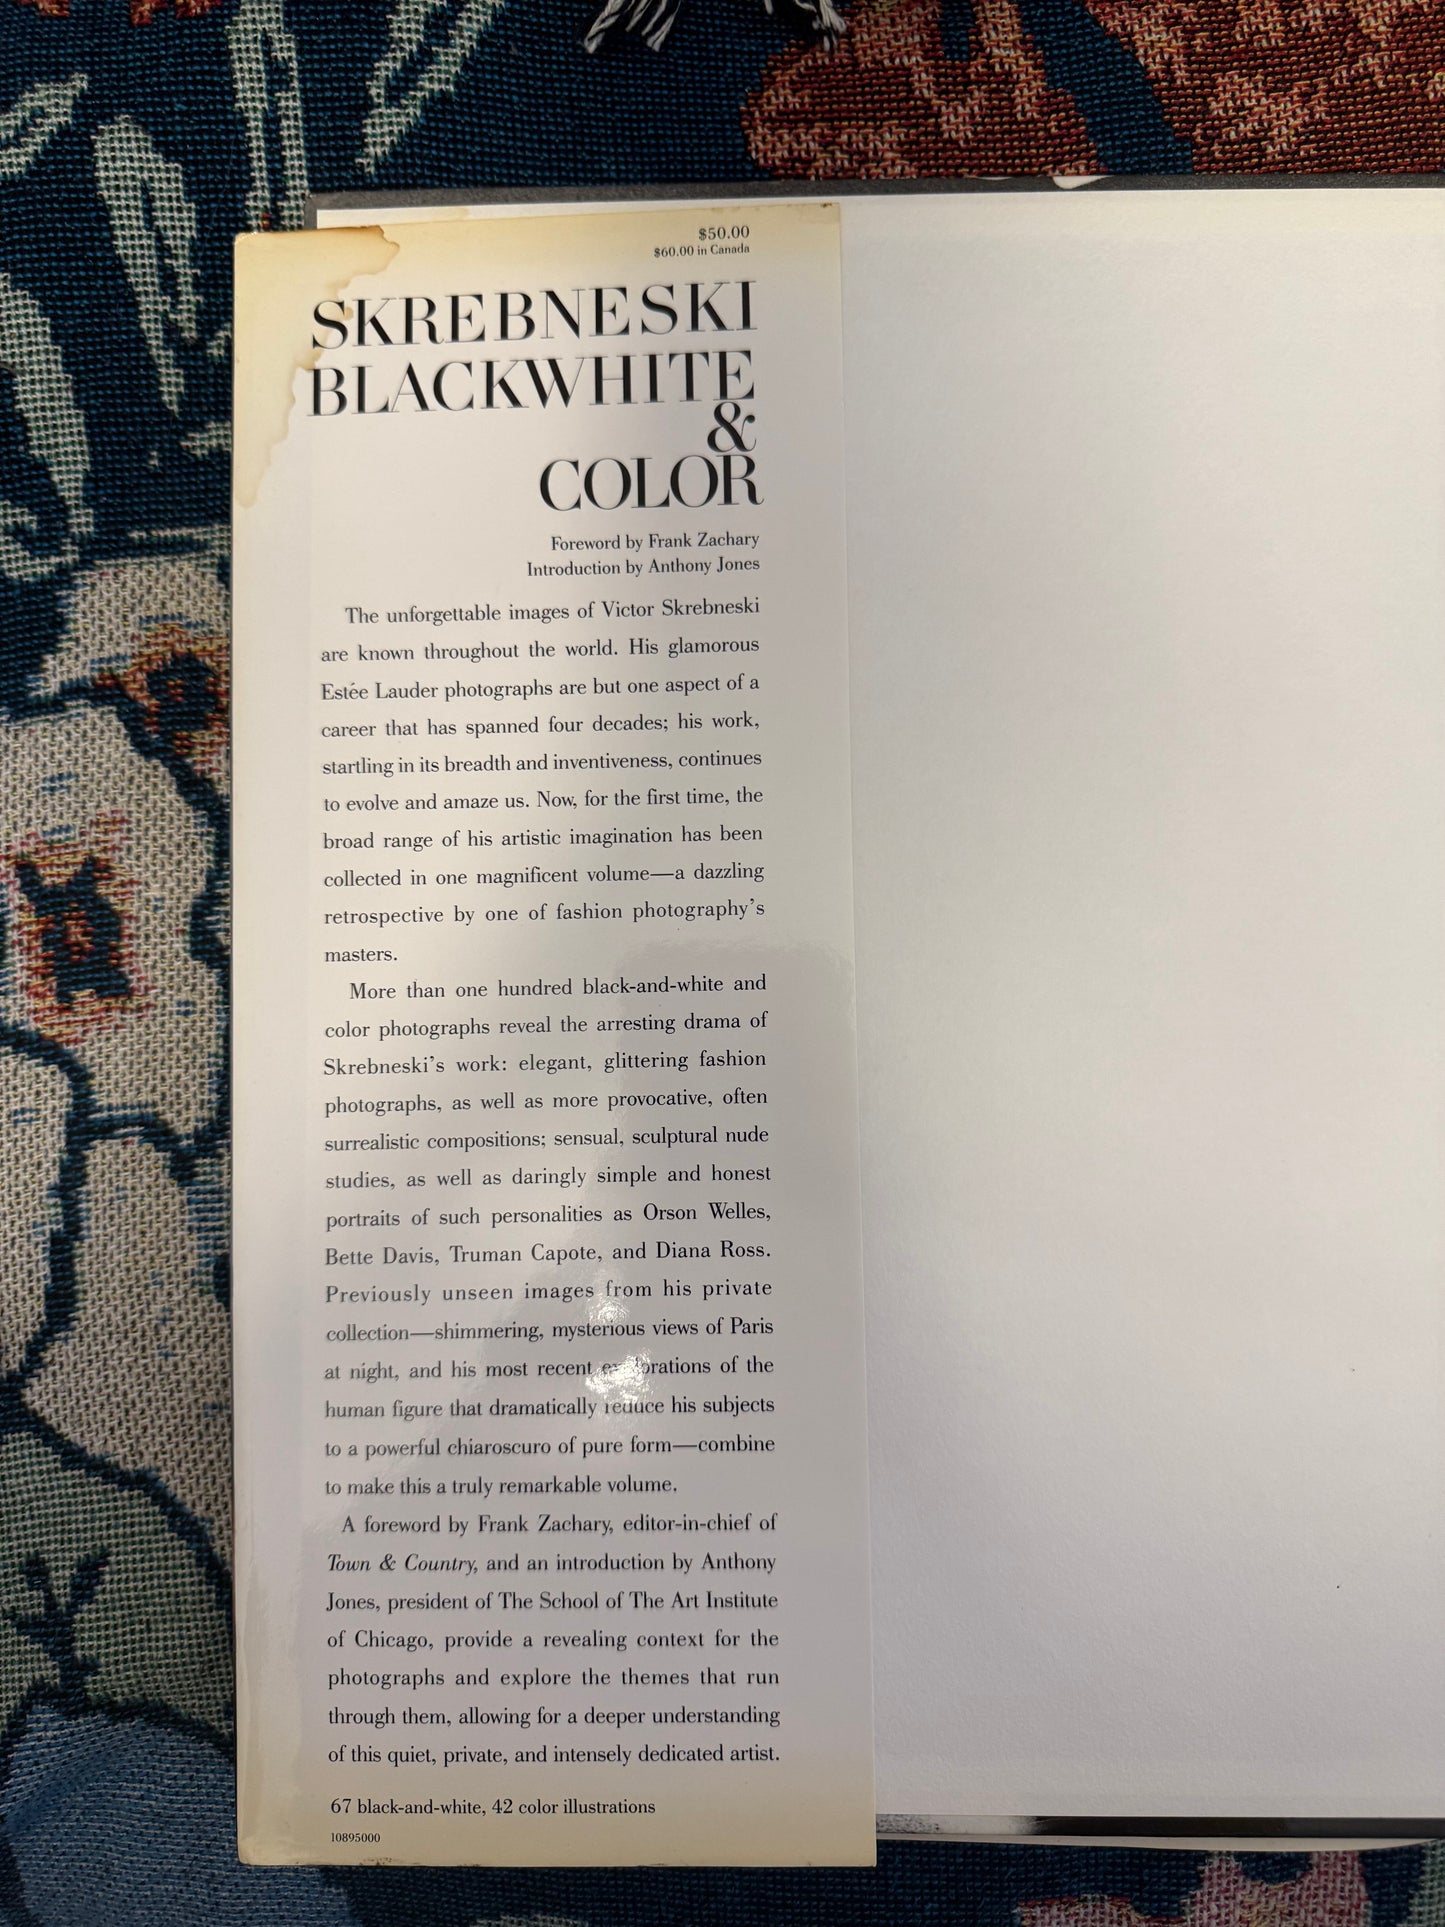 $50.00
$60.00 in Canada
SKREBNESKI
BLACKWHITE
&
COLOR
Foreword by Frank Zachary
Introduction by Anthony Jones
The unforgettable images of Victor Skrebneski
are known throughout the world. His glamorous
Estée Lauder photographs are but one aspect of a
career that has spanned four decades; his work,
startling in its breadth and inventiveness, continues
to evolve and amaze us. Now, for the first time, the
broad range of his artistic imagination has been
collected in one magnificent volume—a dazzling
retrospective by one of fashion photography's
masters.
More than one hundred black-and-white and
color photographs reveal the arresting drama of
Skrebneski's work: elegant, glittering fashion
photographs, as well as more provocative, often
surrealistic compositions; sensual, sculptural nude
studies, as well as daringly simple and honest
portraits of such personalities as Orson Welles,
Bette Davis, Truman Capote, and Diana Ross.
Previously unseen images from his private
collection—shimmering, mysterious views of Paris
at night, and his most recent of the
human figure that dramatically reduce his subjects
to a powerful chiaroscuro of pure form—combine
to make this a truly remarkable volume.
A foreword by Frank Zachary, editor-in-chief of
Town & Country, and an introduction by Anthony
Jones, president of The School of The Art Institute
of Chicago, provide a revealing context for the
photographs and explore the themes that run
through them, allowing for a deeper understanding
of this quiet, private, and intensely dedicated artist.
67 black-and-white, 42 color illustrations
10895000